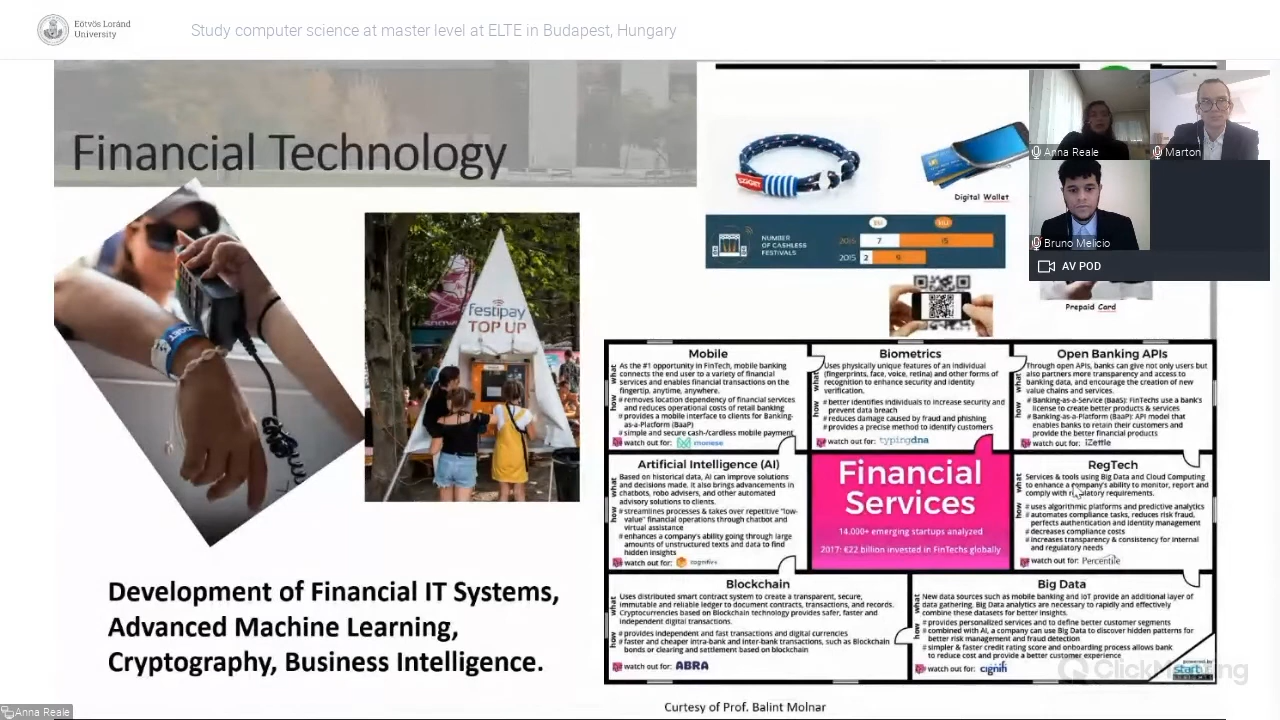 Eötvös Loránd
University
Study computer science at master level at ELTE in Budapest, Hungary
Financial Technology
Anna Reale
Marton
Bruno Melicio
AV POD
Digital Wallet
NUMBER
OF CASHLESS
FESTIVALS
2016 7 15
2015 2 9
Prepaid Card
festipay
TOP UP
SZIGET
Mobile
what
As the #1 opportunity in FinTech, mobile banking
connects the end user to a variety of financial
services and enables financial transactions on the
fingertip, anytime, anywhere.
how
# removes location dependency of financial services
and reduces operational costs of retail banking
# provides a mobile interface to clients for Banking-
as-a-Platform (BaaP)
# simple and secure cash/cardless mobile payment
watch out for: monese
Biometrics
what
Uses physically unique features of an individual
(fingerprints, face, voice, retina) and other forms of
recognition to enhance security and identity
verification.
how
# better identifies individuals to increase security and
prevent data breach
# reduces damage caused by fraud and phishing
# provides a precise method to identify customers
watch out for: typingdna
Open Banking APIs
what
Through open APIs, banks can give not only users but
also partners more transparency and access to
banking data, and encourage the creation of new
value chains and services.
how
# Banking-as-a-Service (BaaS): FinTechs use a bank's
license to create better products & services
# Banking-as-a-Platform (BaaP): API model that
enables banks to retain their customers and
provide the better financial products
watch out for: iZettle
Artificial Intelligence (AI)
what
Based on historical data, AI can improve solutions
and decisions made. It also brings advancements in
chatbots, robo advisers, and other automated
advisory solutions to clients.
how
# streamlines processes & takes over repetitive "low-
value" financial operations through chatbot and
virtual assistance
# enhances a company's ability going through large
amounts of unstructured texts and data to find
hidden insights
watch out for:
Financial
Services
14.000+ emerging startups analyzed
2017: €22 billion invested in FinTechs globally
RegTech
what
Services & tools using Big Data and Cloud Computing
to enhance a company's ability to monitor, report and
comply with regulatory requirements.
how
# uses algorithmic platforms and predictive analytics
# automates compliance tasks, reduces risk fraud,
perfects authentication and identity management
# decreases compliance costs
# increases transparency & consistency for internal
and regulatory needs
watch out for: Percentile
Blockchain
what
Uses distributed smart contract system to create a transparent, secure,
immutable and reliable ledger to document contracts, transactions, and records.
Cryptocurrencies based on Blockchain technology provides safer, faster and
independent digital transactions.
how
# provides independent and fast transactions and digital currencies
# faster and cheaper intra-bank and inter-bank transactions, such as Blockchain
bonds or clearing and settlement based on blockchain
watch out for: ABRA
Big Data
what
New data sources such as mobile banking and IoT provide an additional layer of
data gathering. Big Data analytics are necessary to rapidly and effectively
combine these datasets for better insights.
how
# provides personalized services and to define better customer segments
# combined with AI, a company can use Big Data to discover hidden patterns for
better risk management and fraud detection
# simpler & faster credit rating score and onboarding process allows bank
to reduce cost and provide a better customer experience
watch out for: cignifi
powered by
start
Development of Financial IT Systems,
Advanced Machine Learning,
Cryptography, Business Intelligence.
Curtesy of Prof. Balint Molnar
ClickMeeting
Anna Reale